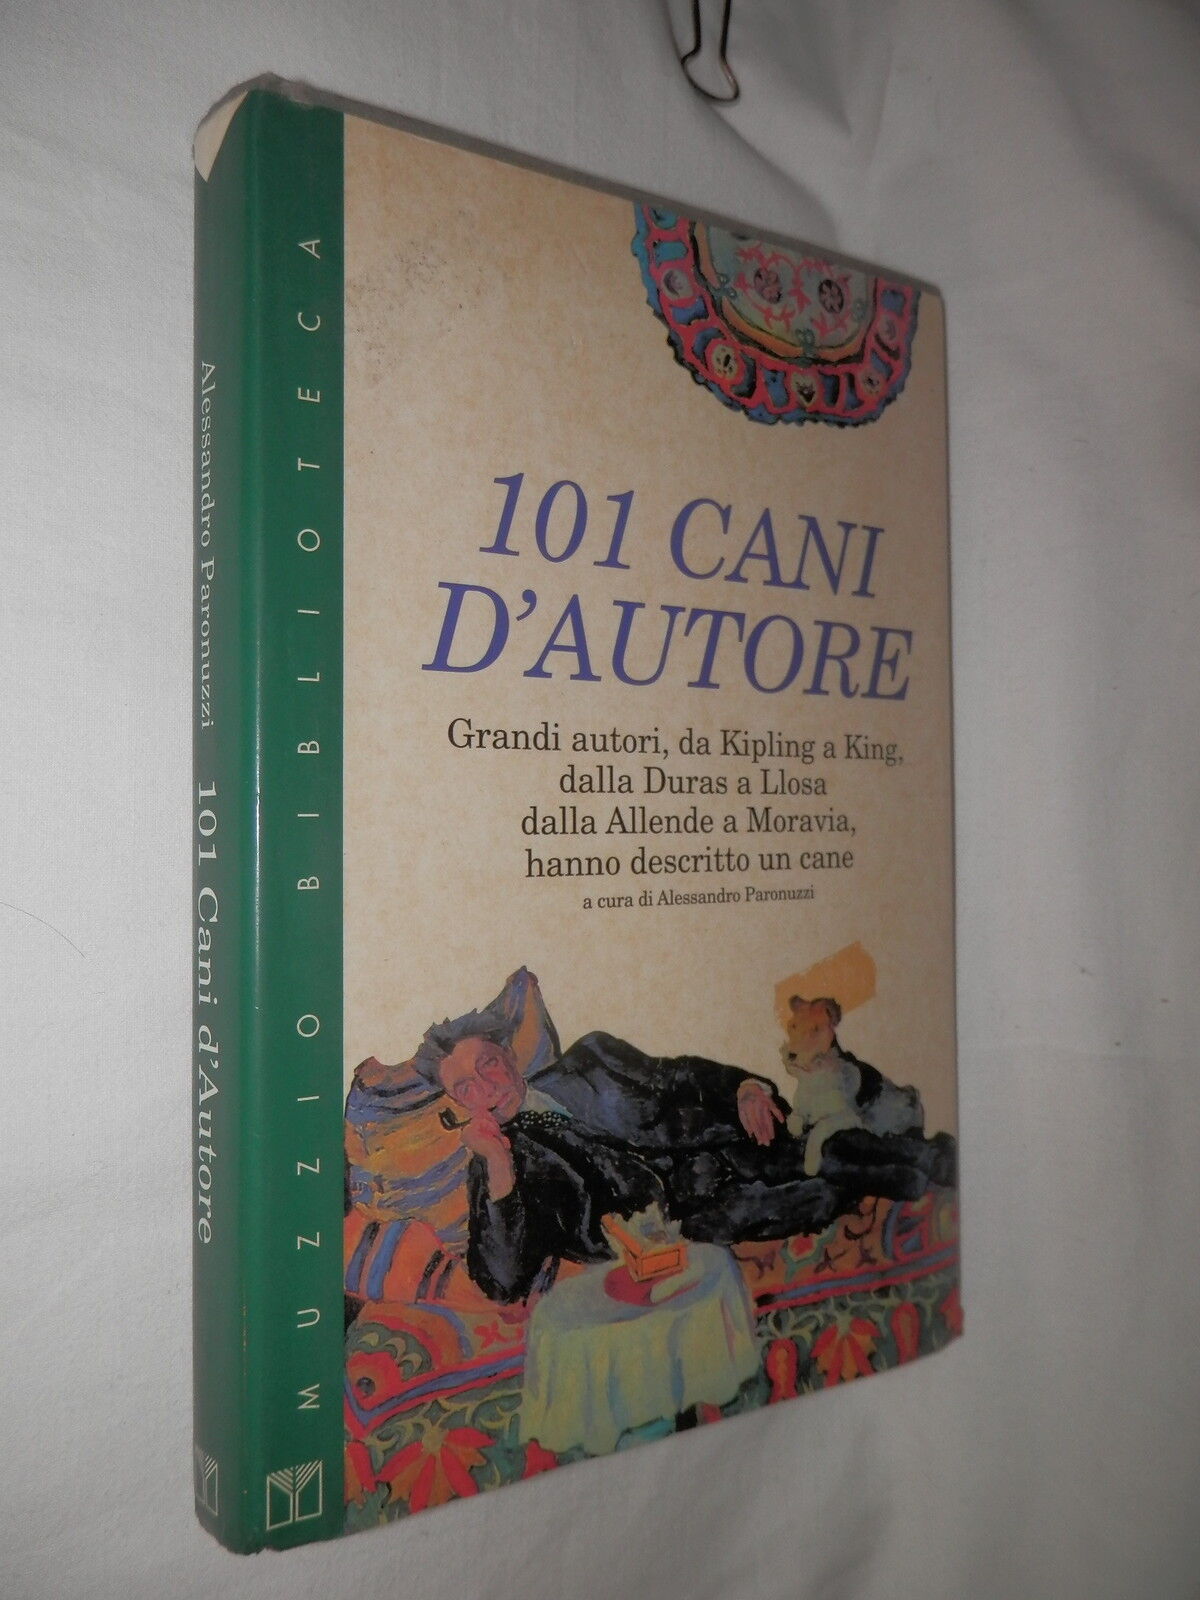 101 CANI
D'AUTORE
Grandi autori, da Kipling a King,
dalla Duras a Llosa
dalla Allende a Moravia,
hanno descritto un cane
a cura di Alessandro Paronuzzi
MUZZIO BIBLIOTECA
Alessandro Paronuzzi 101 Cani d'Autore